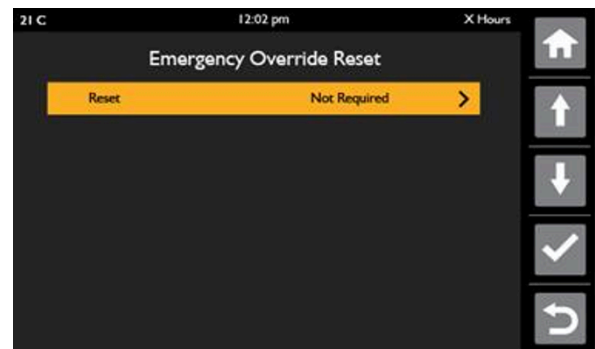 21 C 12:02 pm X Hours
Emergency Override Reset
Reset Not Required